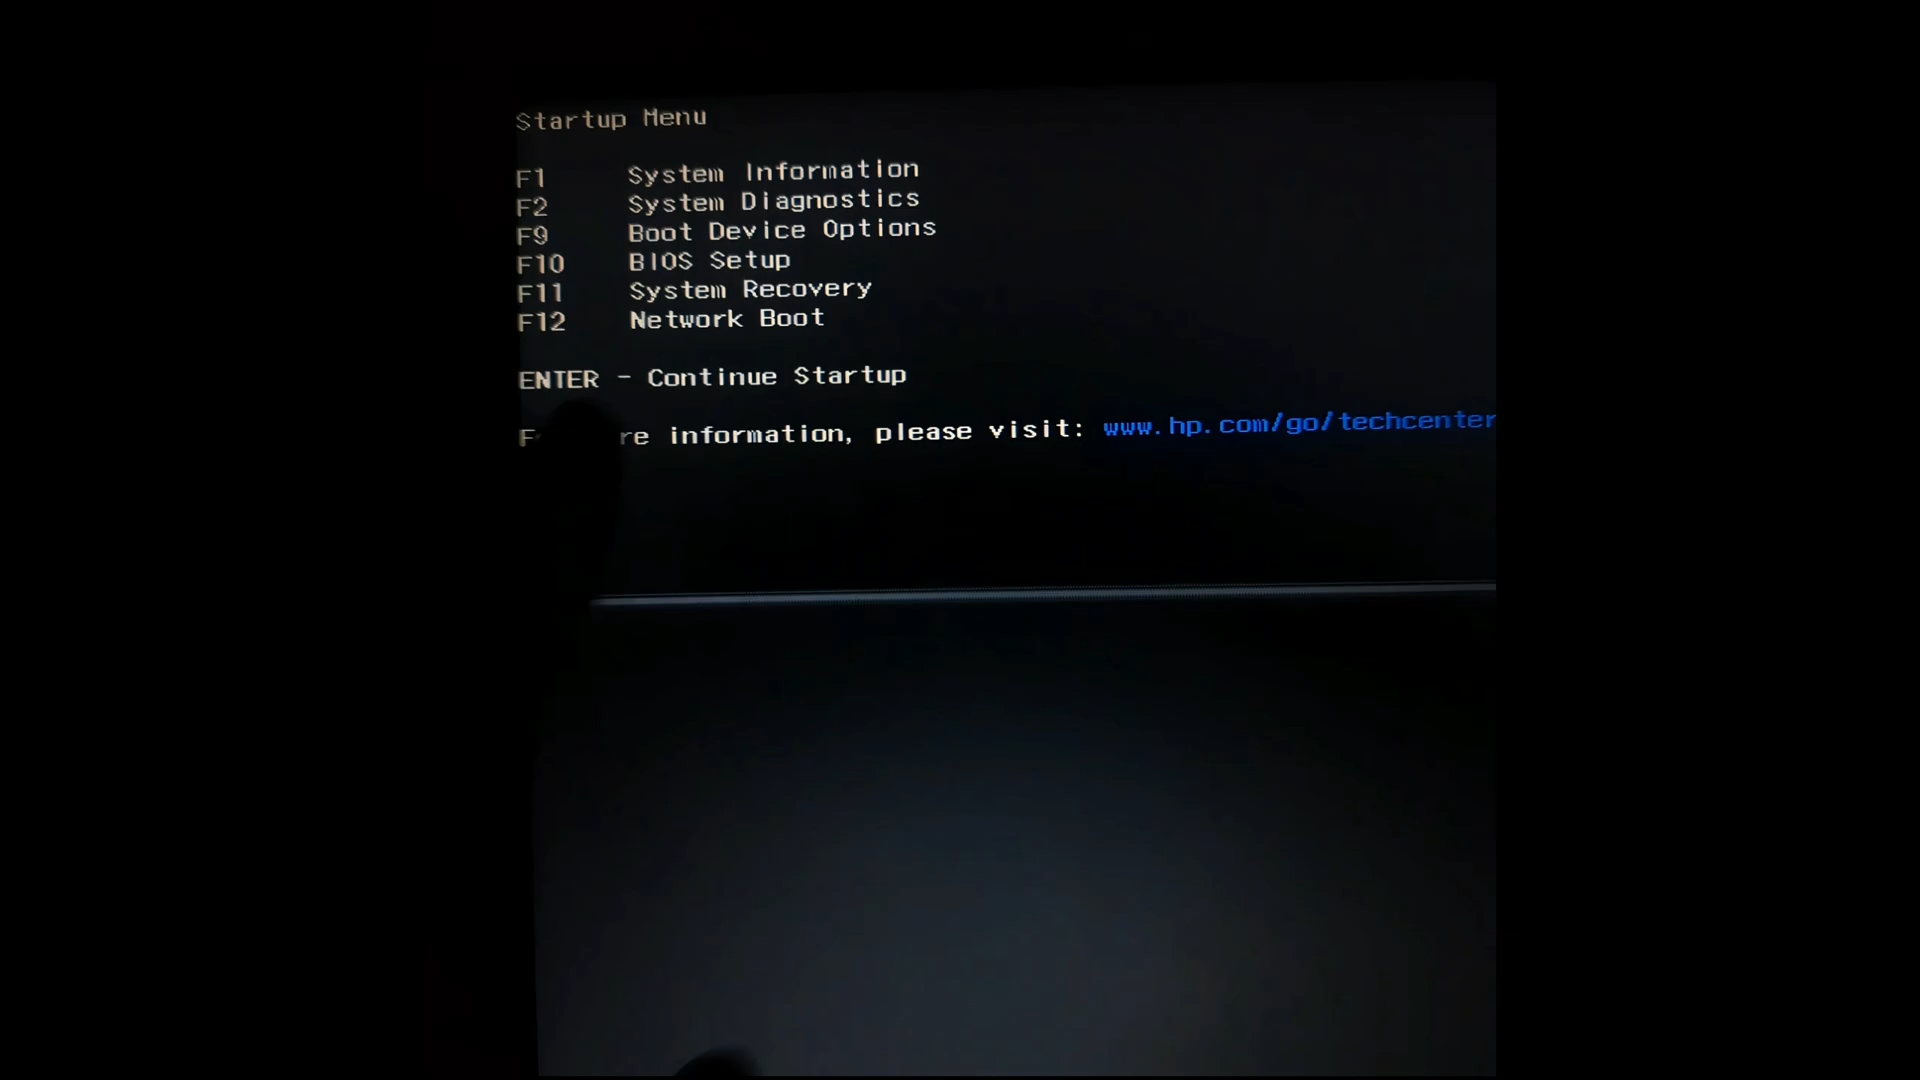 Startup Menu
F1 System Information
F2 System Diagnostics
F9 Boot Device Options
F10 BIOS Setup
F11 System Recovery
F12 Network Boot
ENTER - Continue Startup
information, please visit: www.hp.com/go/techcenter